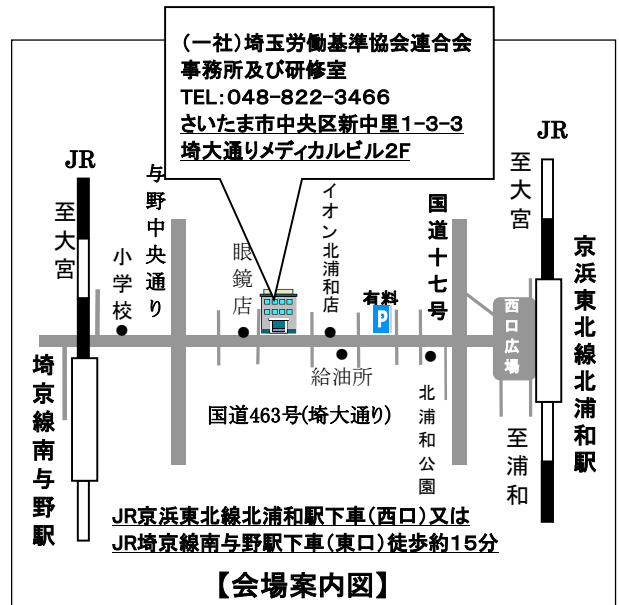 （一社）埼玉労働基準協会連合会
事務所及び研修室
TEL：048-822-3466
さいたま市中央区新中里1-3-3
埼大通りメディカルビル2F
JR
至大宮
小学校
与野中央通り
眼鏡店
イオン北浦和店
有料
P
国道十七号
JR
至大宮
西口広場
京浜東北線北浦和駅
埼京線南与野駅
給油所
国道463号(埼大通り)
北浦和公園
至浦和
JR京浜東北線北浦和駅下車（西口）又は
JR埼京線南与野駅下車（東口）徒歩約15分
【会場案内図】